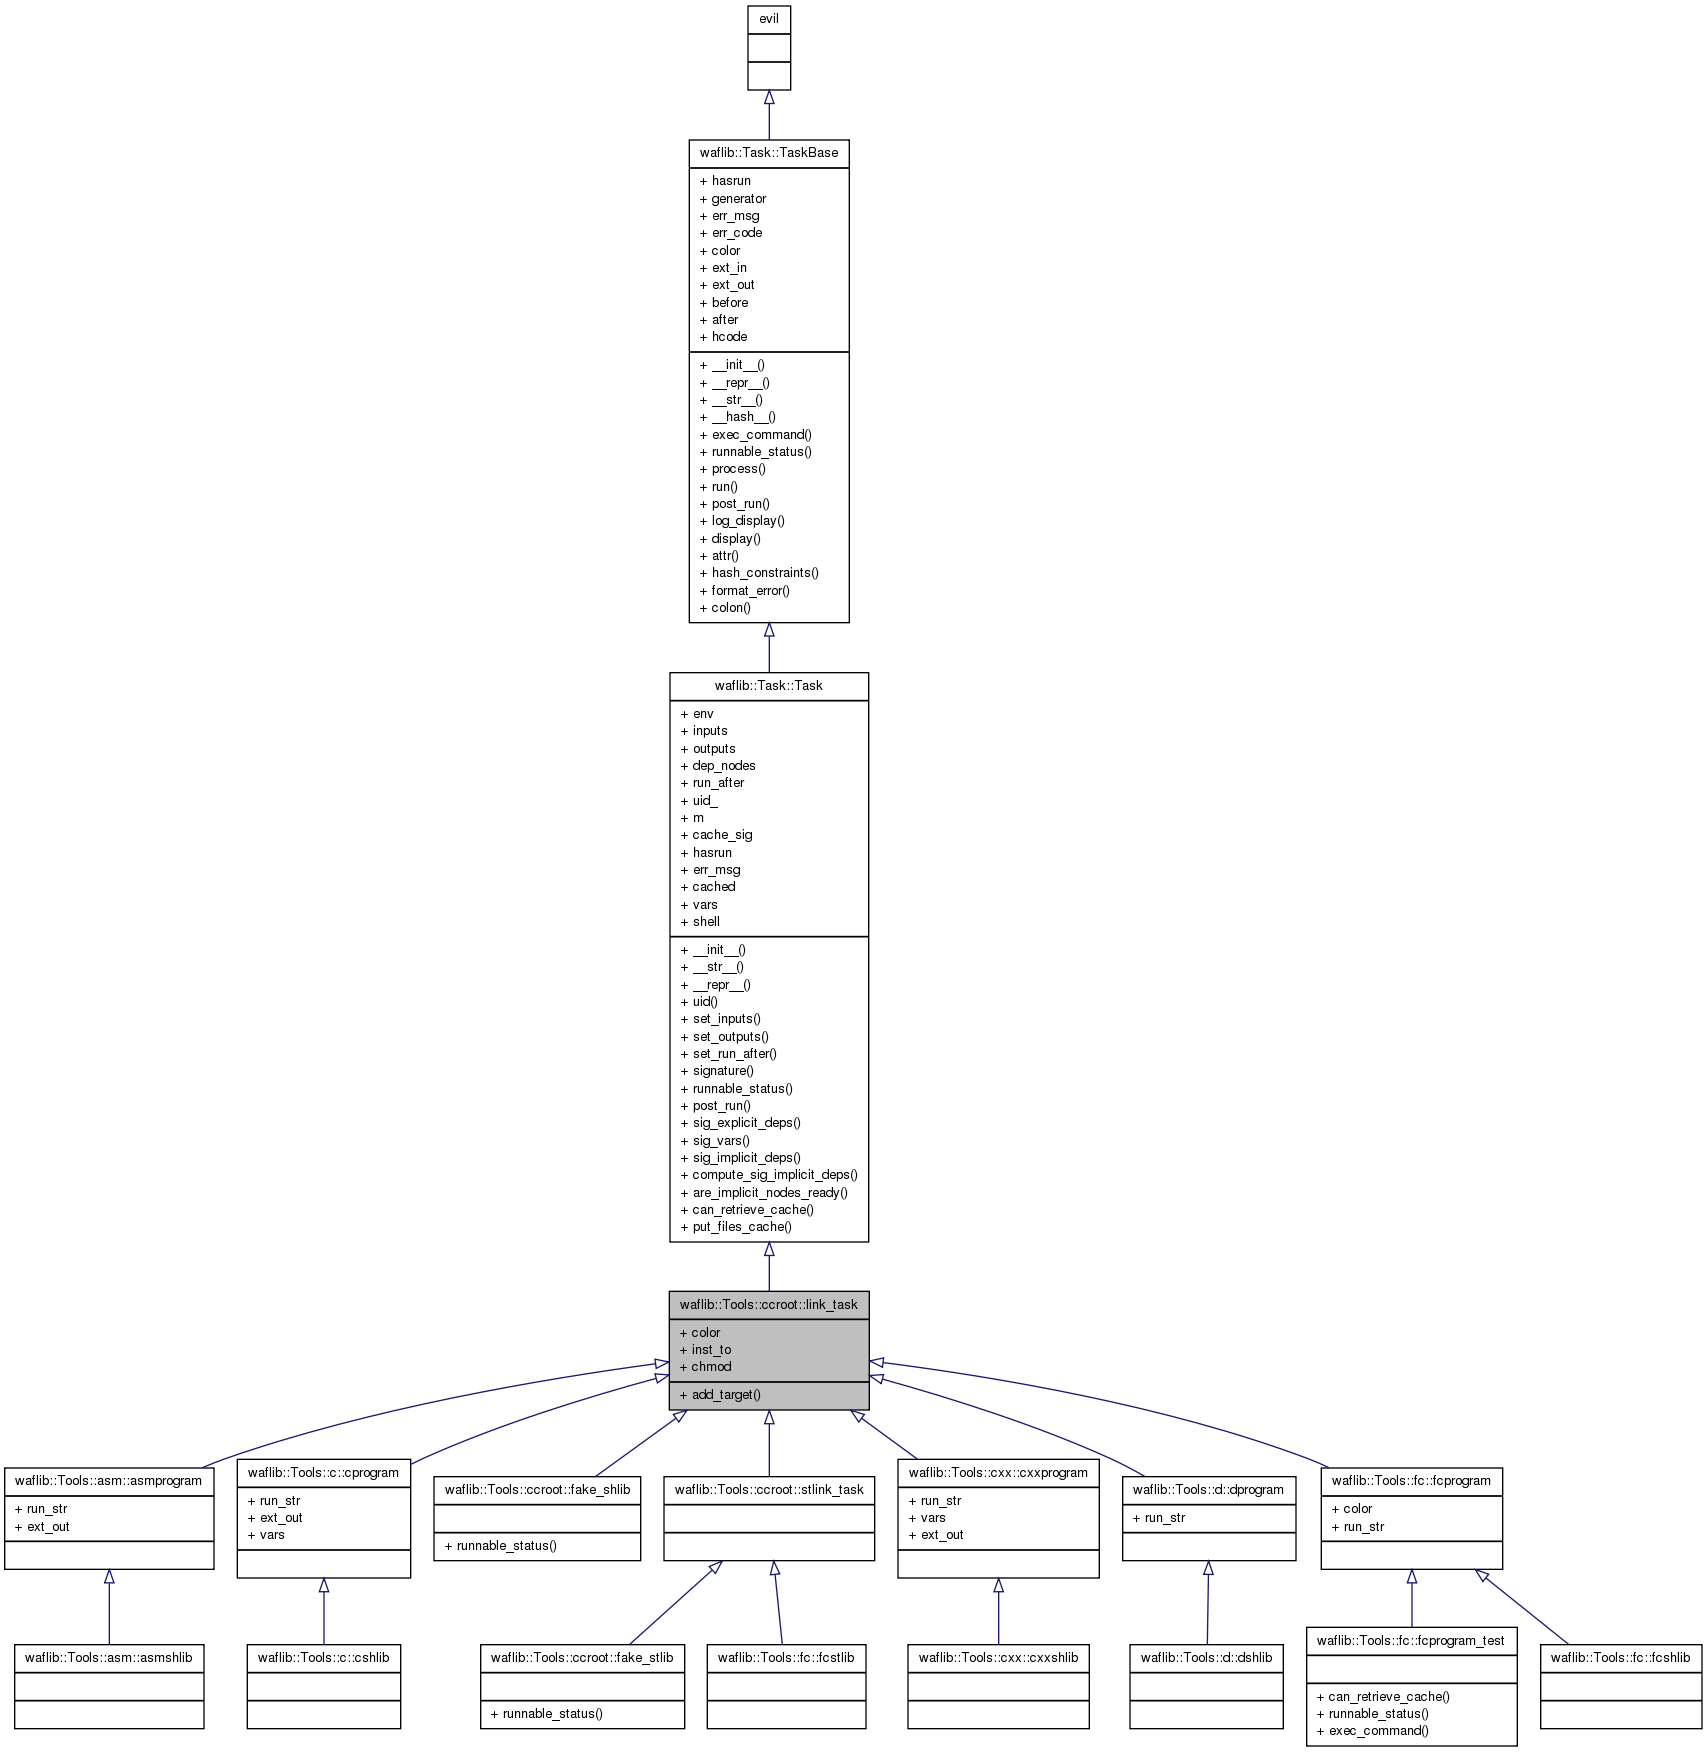 evil
waflib::Task::TaskBase
+ hasrun
+ generator
+ err_msg
+ err_code
+ color
+ ext_in
+ ext_out
+ before
+ after
+ hcode
+ __init__()
+ __repr__()
+ __str__()
+ __hash__()
+ exec_command()
+ runnable_status()
+ process()
+ run()
+ post_run()
+ log_display()
+ display()
+ attr()
+ hash_constraints()
+ format_error()
+ colon()
waflib::Task::Task
+ env
+ inputs
+ outputs
+ dep_nodes
+ run_after
+ uid_
+ m
+ cache_sig
+ hasrun
+ err_msg
+ cached
+ vars
+ shell
+ __init__()
+ __str__()
+ __repr__()
+ uid()
+ set_inputs()
+ set_outputs()
+ set_run_after()
+ signature()
+ runnable_status()
+ post_run()
+ sig_explicit_deps()
+ sig_vars()
+ sig_implicit_deps()
+ compute_sig_implicit_deps()
+ are_implicit_nodes_ready()
+ can_retrieve_cache()
+ put_files_cache()
waflib::Tools::ccroot::link_task
+ color
+ inst_to
+ chmod
+ add_target()
waflib::Tools::asm::asmprogram
+ run_str
+ ext_out
waflib::Tools::c::cprogram
+ run_str
+ ext_out
+ vars
waflib::Tools::ccroot::fake_shlib
+ runnable_status()
waflib::Tools::ccroot::stlink_task
waflib::Tools::cxx::cxxprogram
+ run_str
+ vars
+ ext_out
waflib::Tools::d::dprogram
+ run_str
waflib::Tools::fc::fcprogram
+ color
+ run_str
waflib::Tools::asm::asmshlib
waflib::Tools::c::cshlib
waflib::Tools::ccroot::fake_stlib
+ runnable_status()
waflib::Tools::fc::fcstlib
waflib::Tools::cxx::cxxshlib
waflib::Tools::d::dshlib
waflib::Tools::fc::fcprogram_test
+ can_retrieve_cache()
+ runnable_status()
+ exec_command()
waflib::Tools::fc::fcshlib